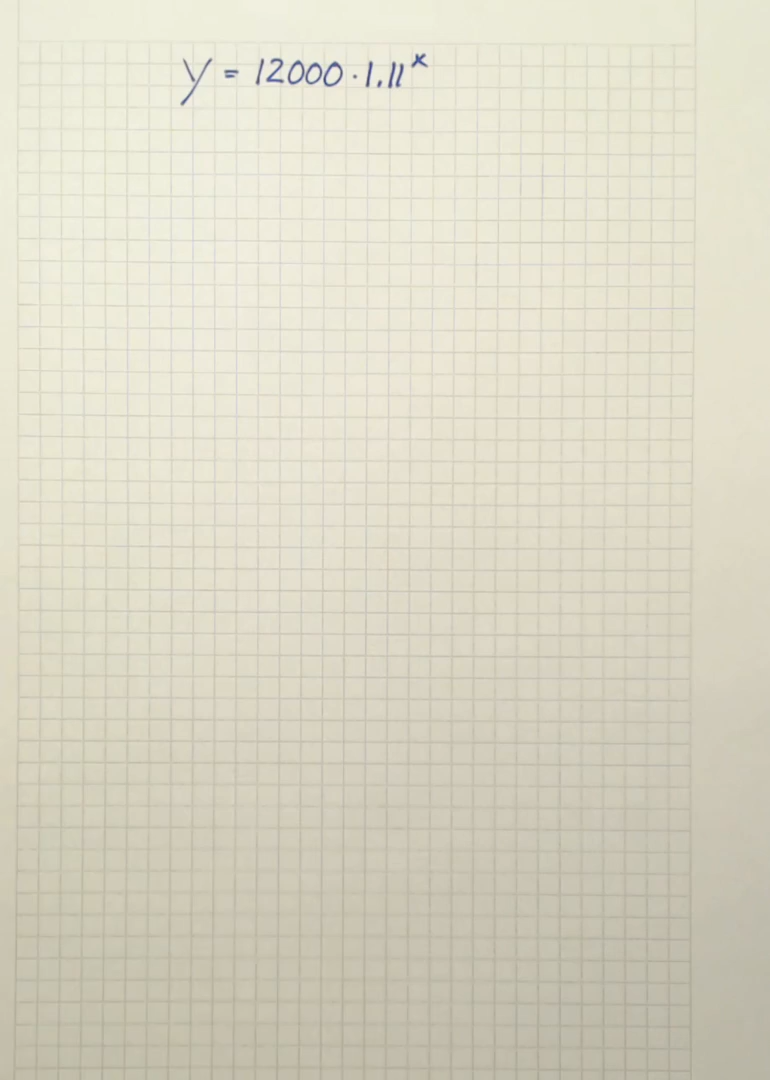 y = 12000 · 1.11^x